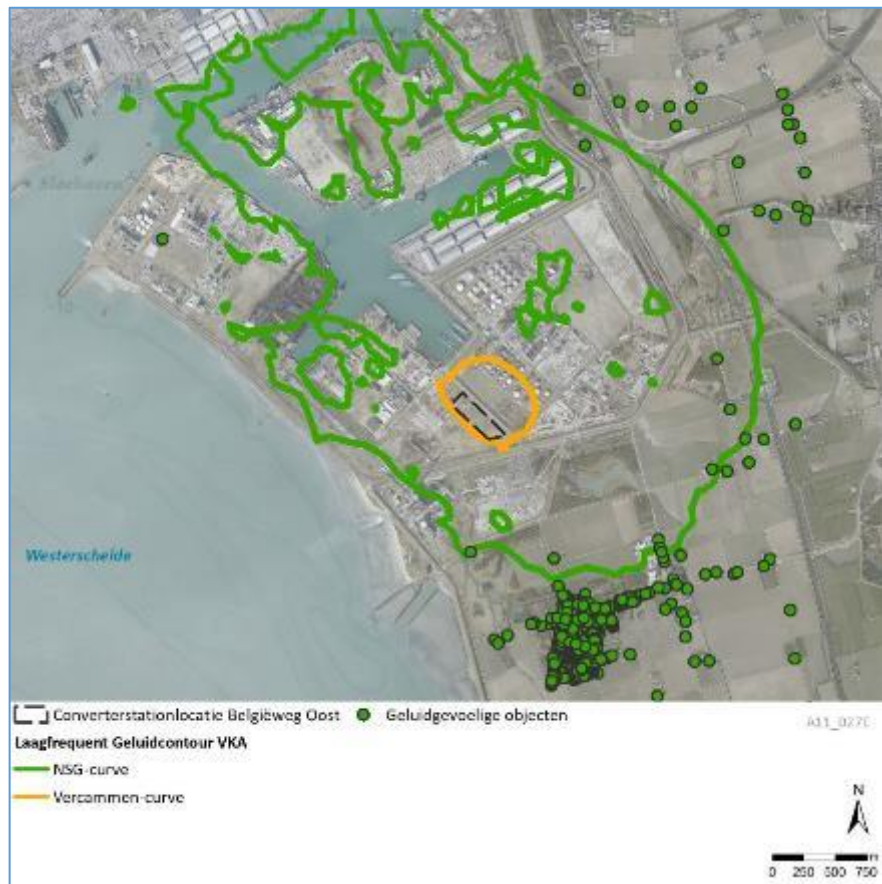 Westerschelde
Converterstationlocatie Belgiëweg Oost
Geluidgevoelige objecten
Laagfrequent Geluidcontour VKA
NSG-curve
Vercammen-curve
N
0 250 500 750